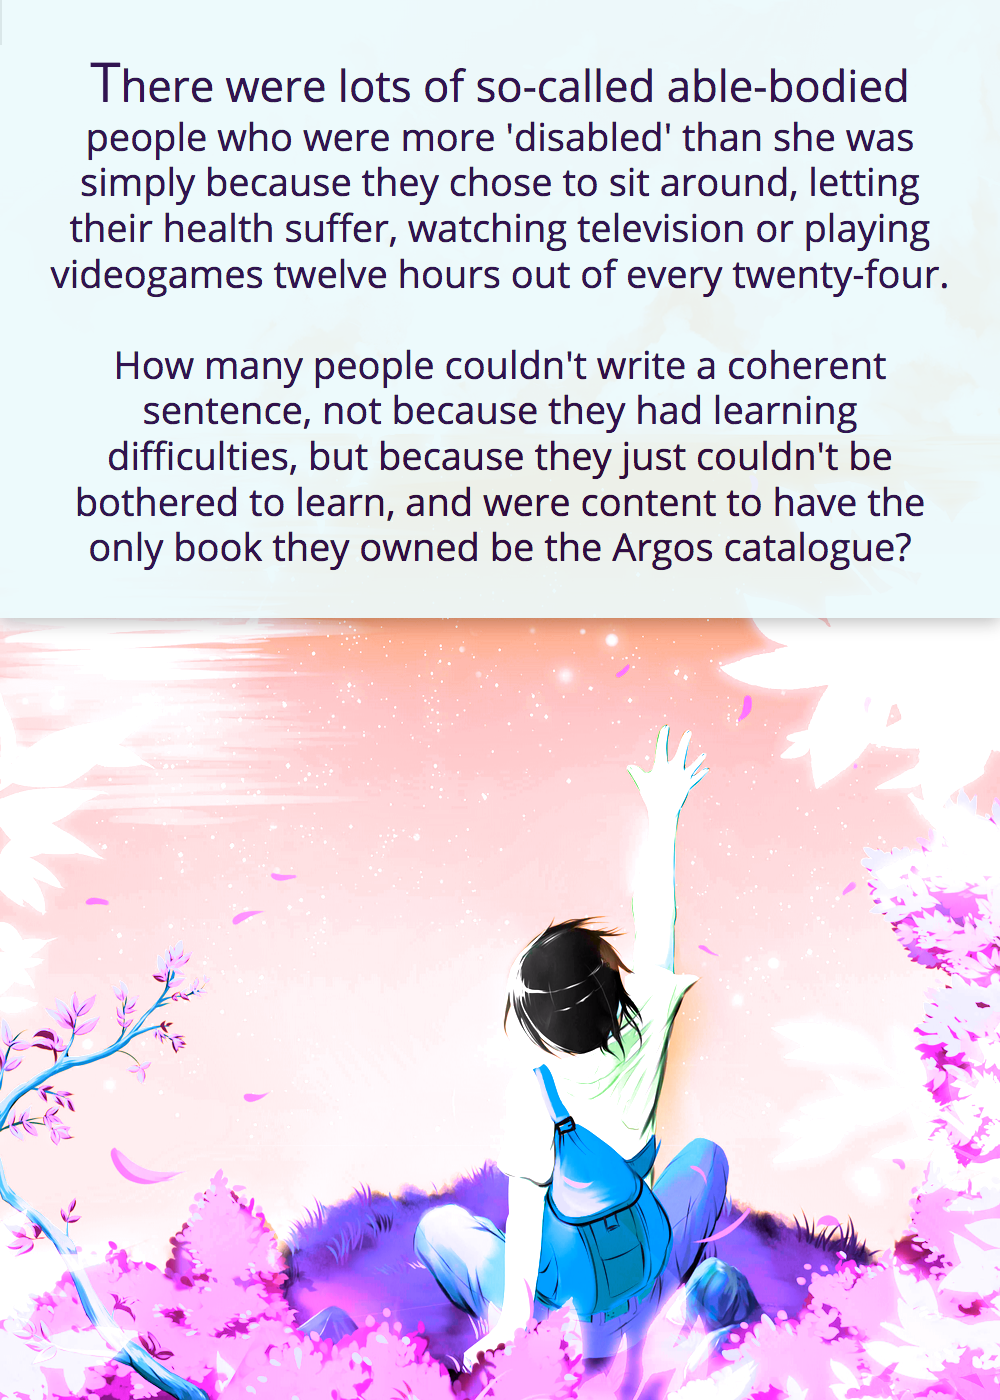 There were lots of so-called able-bodied
people who were more 'disabled' than she was
simply because they chose to sit around, letting
their health suffer, watching television or playing
videogames twelve hours out of every twenty-four.
How many people couldn't write a coherent
sentence, not because they had learning
difficulties, but because they just couldn't be
bothered to learn, and were content to have the
only book they owned be the Argos catalogue?